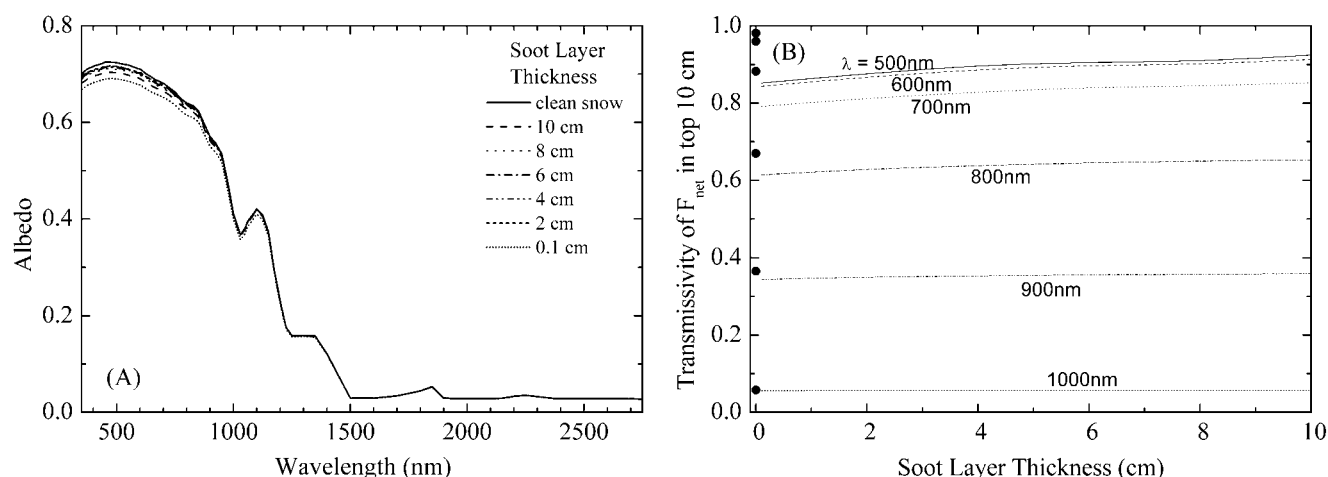 0.8
0.6
0.4
0.2
0.0
Albedo
(A)
500
1000
1500
2000
2500
Wavelength (nm)
Soot Layer
Thickness
clean snow
10 cm
8 cm
6 cm
4 cm
2 cm
0.1 cm
1.0
0.8
0.6
0.4
0.2
0.0
Transmissivity of Fnet in top 10 cm
(B)
λ = 500nm
600nm
700nm
800nm
900nm
1000nm
0
2
4
6
8
10
Soot Layer Thickness (cm)